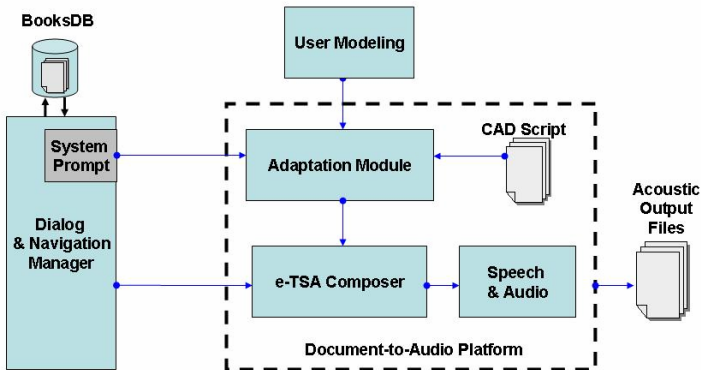 BooksDB
User Modeling
System
Prompt
Adaptation Module
CAD Script
Dialog
& Navigation
Manager
e-TSA Composer
Speech
& Audio
Acoustic
Output
Files
Document-to-Audio Platform